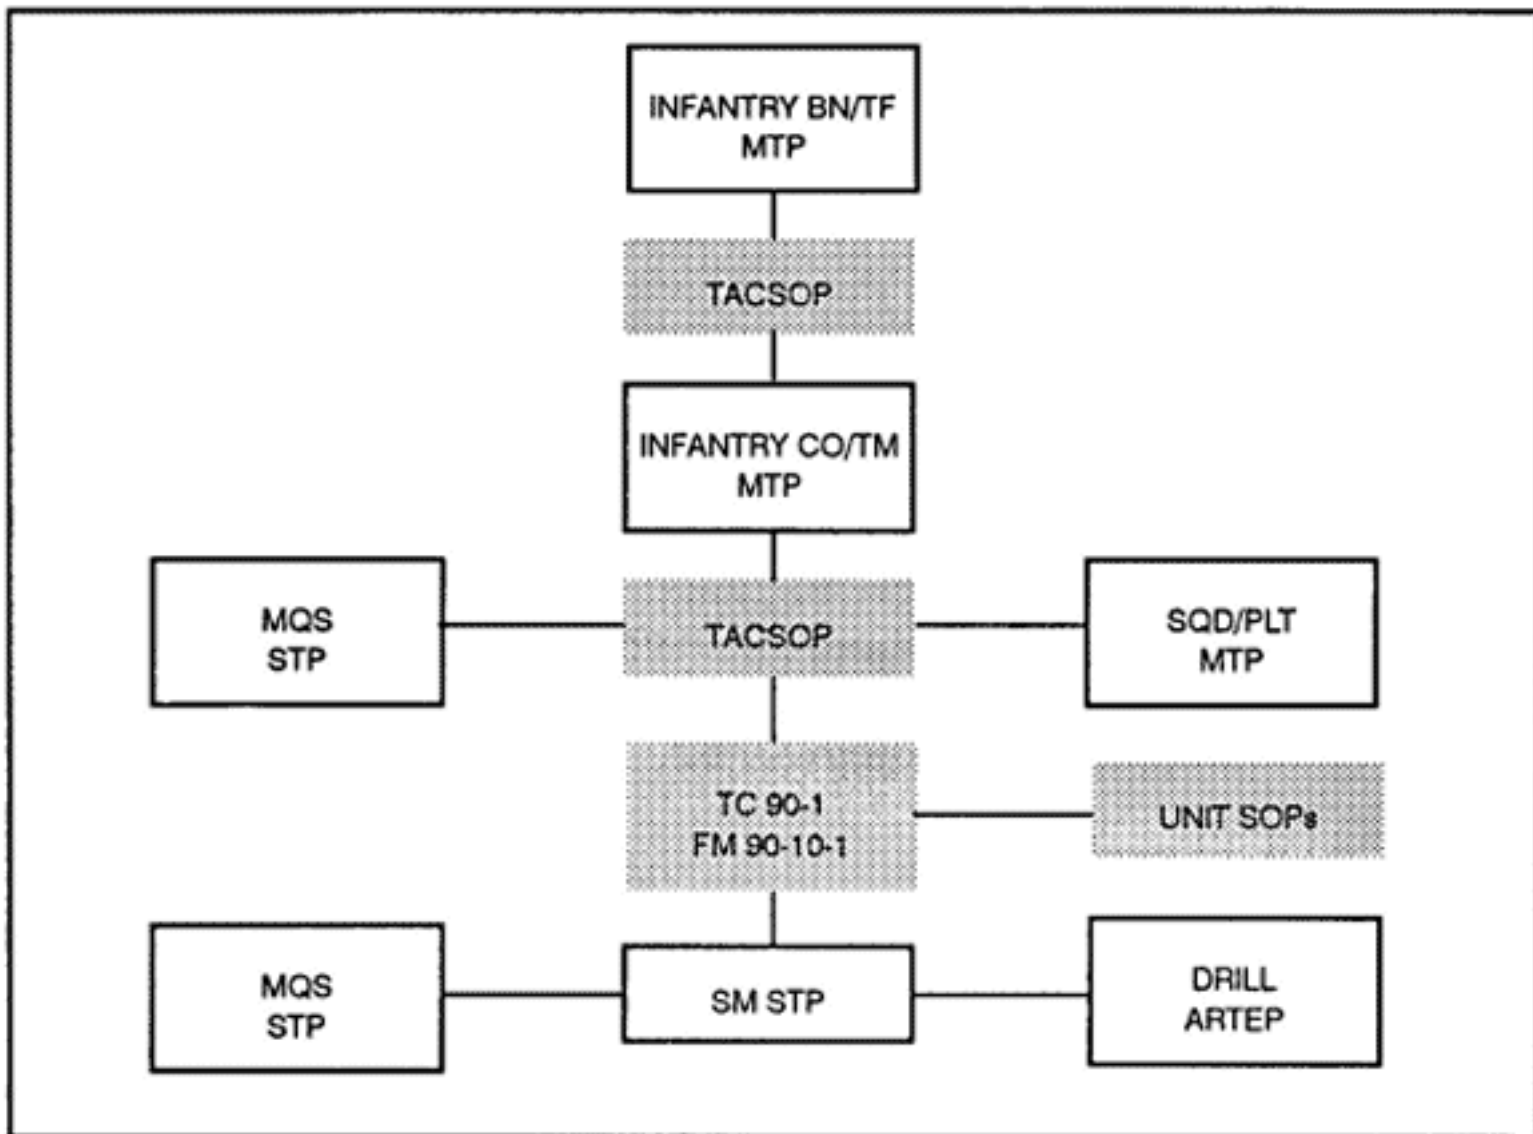 INFANTRY BN/TF
MTP
TACSOP
INFANTRY CO/TM
MTP
MQS
STP
TACSOP
SQD/PLT
MTP
TC 90-1
FM 90-10-1
UNIT SOPs
MQS
STP
SM STP
DRILL
ARTEP